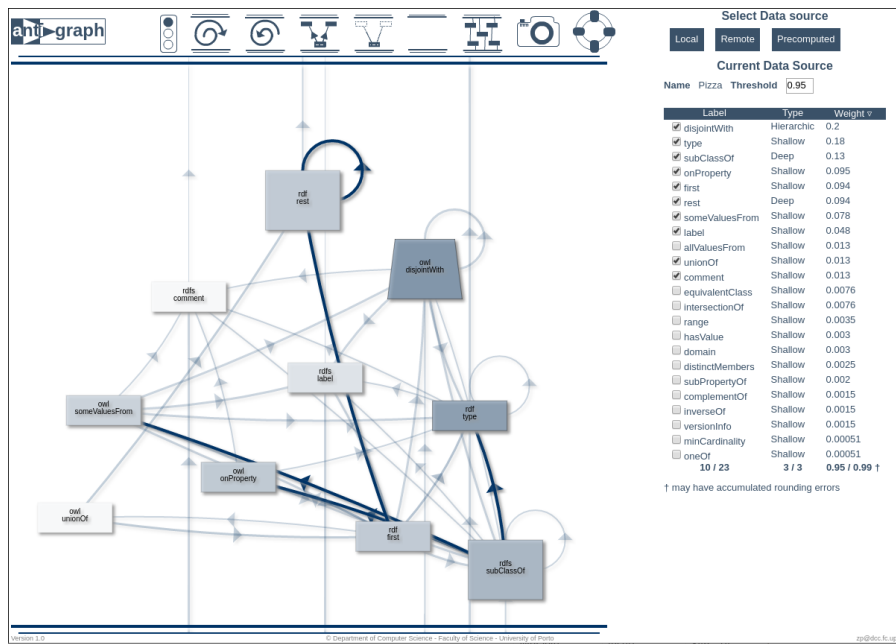 anti-graph
Select Data source
Local Remote Precomputed
Current Data Source
Name Pizza Threshold 0.95
Label Type Weight ▿
disjointWith Hierarchic 0.2
type Shallow 0.18
subClassOf Deep 0.13
onProperty Shallow 0.095
first Shallow 0.094
rest Deep 0.094
someValuesFrom Shallow 0.078
label Shallow 0.048
allValuesFrom Shallow 0.013
unionOf Shallow 0.013
comment Shallow 0.013
equivalentClass Shallow 0.0076
intersectionOf Shallow 0.0076
range Shallow 0.0035
hasValue Shallow 0.003
domain Shallow 0.003
distinctMembers Shallow 0.0025
subPropertyOf Shallow 0.002
complementOf Shallow 0.0015
inverseOf Shallow 0.0015
versionInfo Shallow 0.0015
minCardinality Shallow 0.00051
oneOf Shallow 0.00051
10 / 23 3 / 3 0.95 / 0.99 †
† may have accumulated rounding errors
rdf
rest
owl
disjointWith
rdfs
comment
rdfs
label
owl
someValuesFrom
rdf
type
owl
onProperty
owl
unionOf
rdf
first
rdfs
subClassOf
Version 1.0
© Department of Computer Science - Faculty of Science - University of Porto
zp@dcc.fc.up